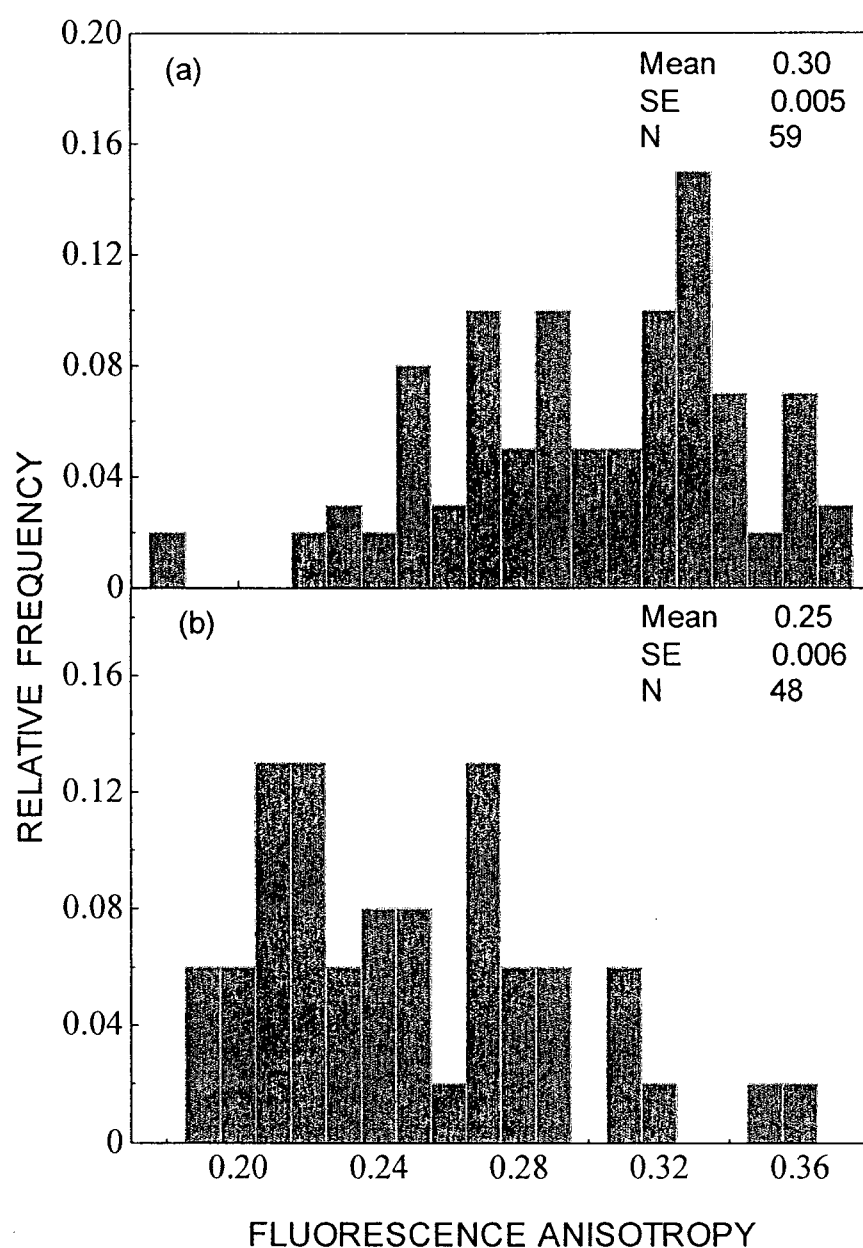 0.20
(a)
Mean 0.30
SE 0.005
N 59
0.16
0.12
0.08
0.04
0
(b)
Mean 0.25
SE 0.006
N 48
0.16
0.12
0.08
0.04
0
RELATIVE FREQUENCY
0.20 0.24 0.28 0.32 0.36
FLUORESCENCE ANISOTROPY